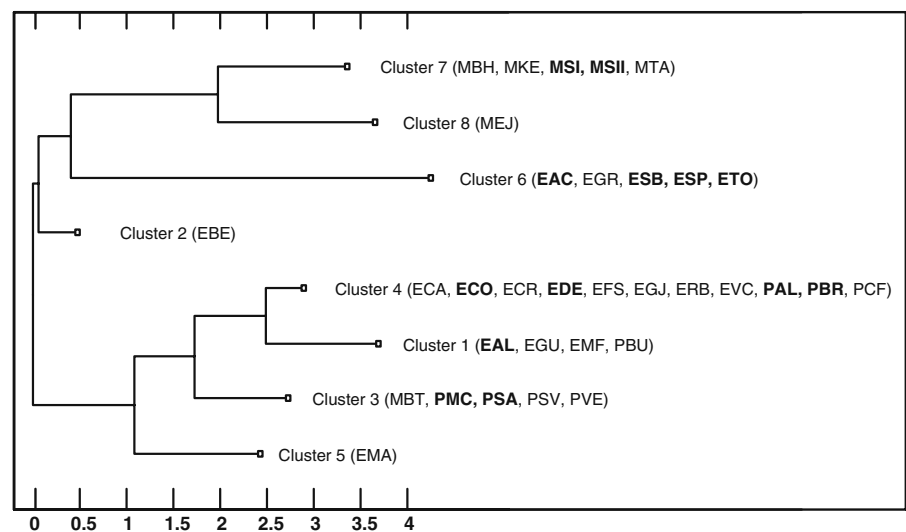 Cluster 7 (MBH, MKE, MSI, MSII, MTA)
Cluster 8 (MEJ)
Cluster 6 (EAC, EGR, ESB, ESP, ETO)
Cluster 2 (EBE)
Cluster 4 (ECA, ECO, ECR, EDE, EFS, EGJ, ERB, EVC, PAL, PBR, PCF)
Cluster 1 (EAL, EGU, EMF, PBU)
Cluster 3 (MBT, PMC, PSA, PSV, PVE)
Cluster 5 (EMA)
0 0.5 1 1.5 2 2.5 3 3.5 4